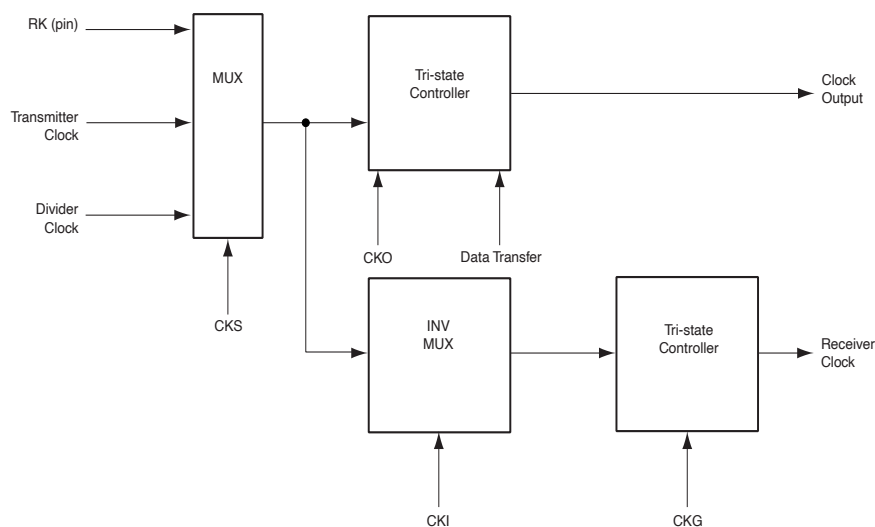 RK (pin)
MUX
Tri-state
Controller
Clock
Output
Transmitter
Clock
Divider
Clock
CKO
Data Transfer
CKS
INV
MUX
Tri-state
Controller
Receiver
Clock
CKI
CKG